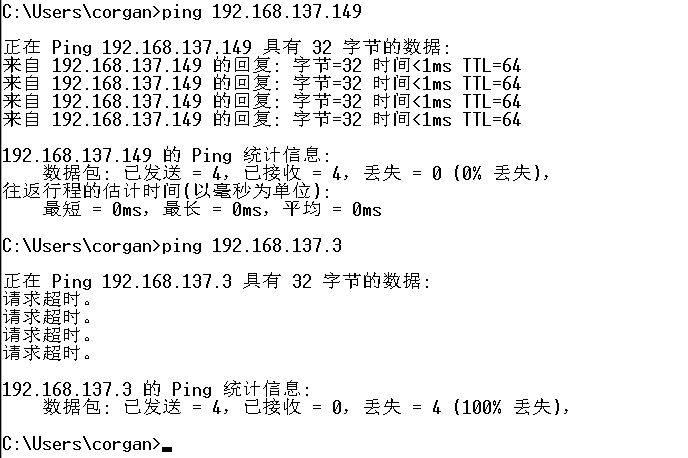 C:\Users\corgan>ping 192.168.137.149
正在 Ping 192.168.137.149 具有 32 字节的数据:
来自 192.168.137.149 的回复: 字节=32 时间<1ms TTL=64
来自 192.168.137.149 的回复: 字节=32 时间<1ms TTL=64
来自 192.168.137.149 的回复: 字节=32 时间<1ms TTL=64
来自 192.168.137.149 的回复: 字节=32 时间<1ms TTL=64
192.168.137.149 的 Ping 统计信息:
    数据包: 已发送 = 4，已接收 = 4，丢失 = 0 (0% 丢失)，
往返行程的估计时间(以毫秒为单位):
    最短 = 0ms，最长 = 0ms，平均 = 0ms
C:\Users\corgan>ping 192.168.137.3
正在 Ping 192.168.137.3 具有 32 字节的数据:
请求超时。
请求超时。
请求超时。
请求超时。
192.168.137.3 的 Ping 统计信息:
    数据包: 已发送 = 4，已接收 = 0，丢失 = 4 (100% 丢失)，
C:\Users\corgan>